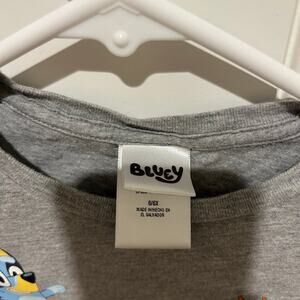 BLUEY
6/6X
MADE IN/HECHO EN
EL SALVADOR